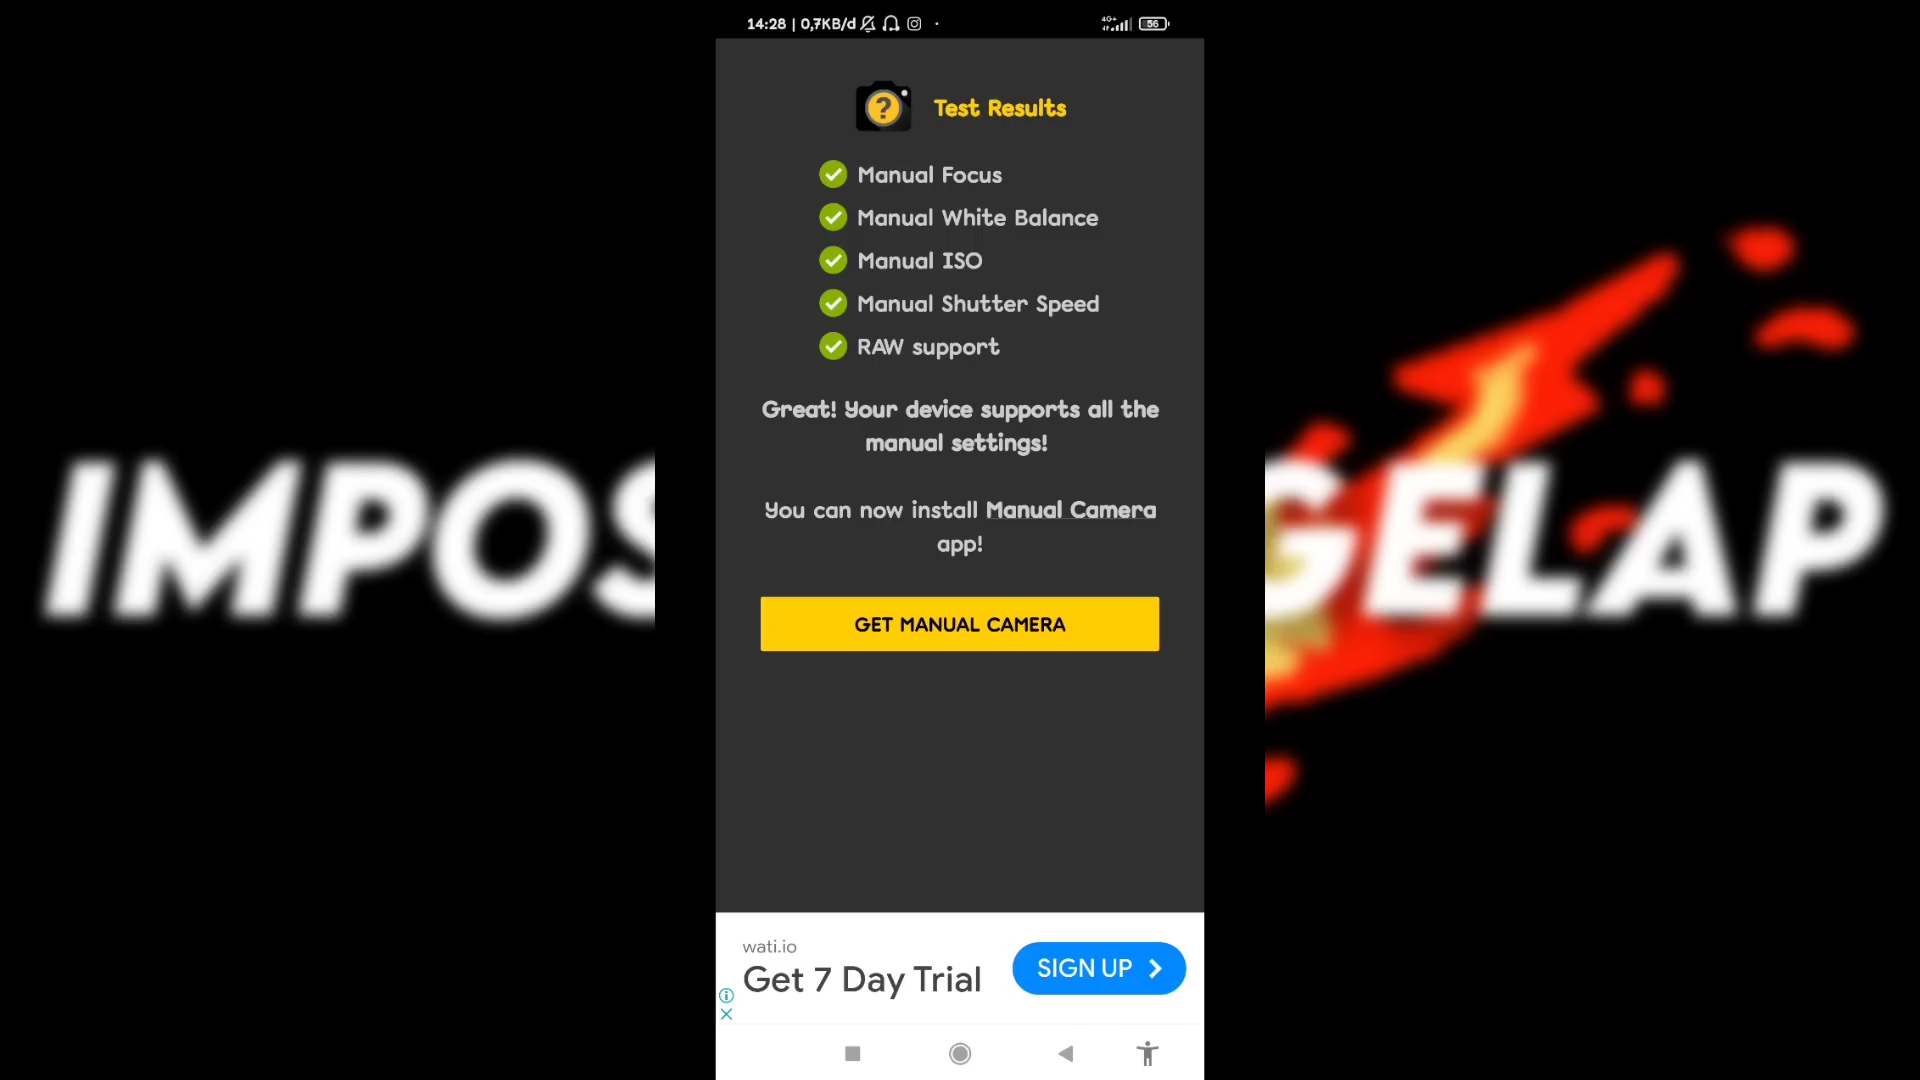 14:28 | 0,7KB/d
4G+
56
Test Results
Manual Focus
Manual White Balance
Manual ISO
Manual Shutter Speed
RAW support
Great! Your device supports all the
manual settings!
You can now install Manual Camera
app!
GET MANUAL CAMERA
IMPOS
GELAP
wati.io
Get 7 Day Trial
SIGN UP